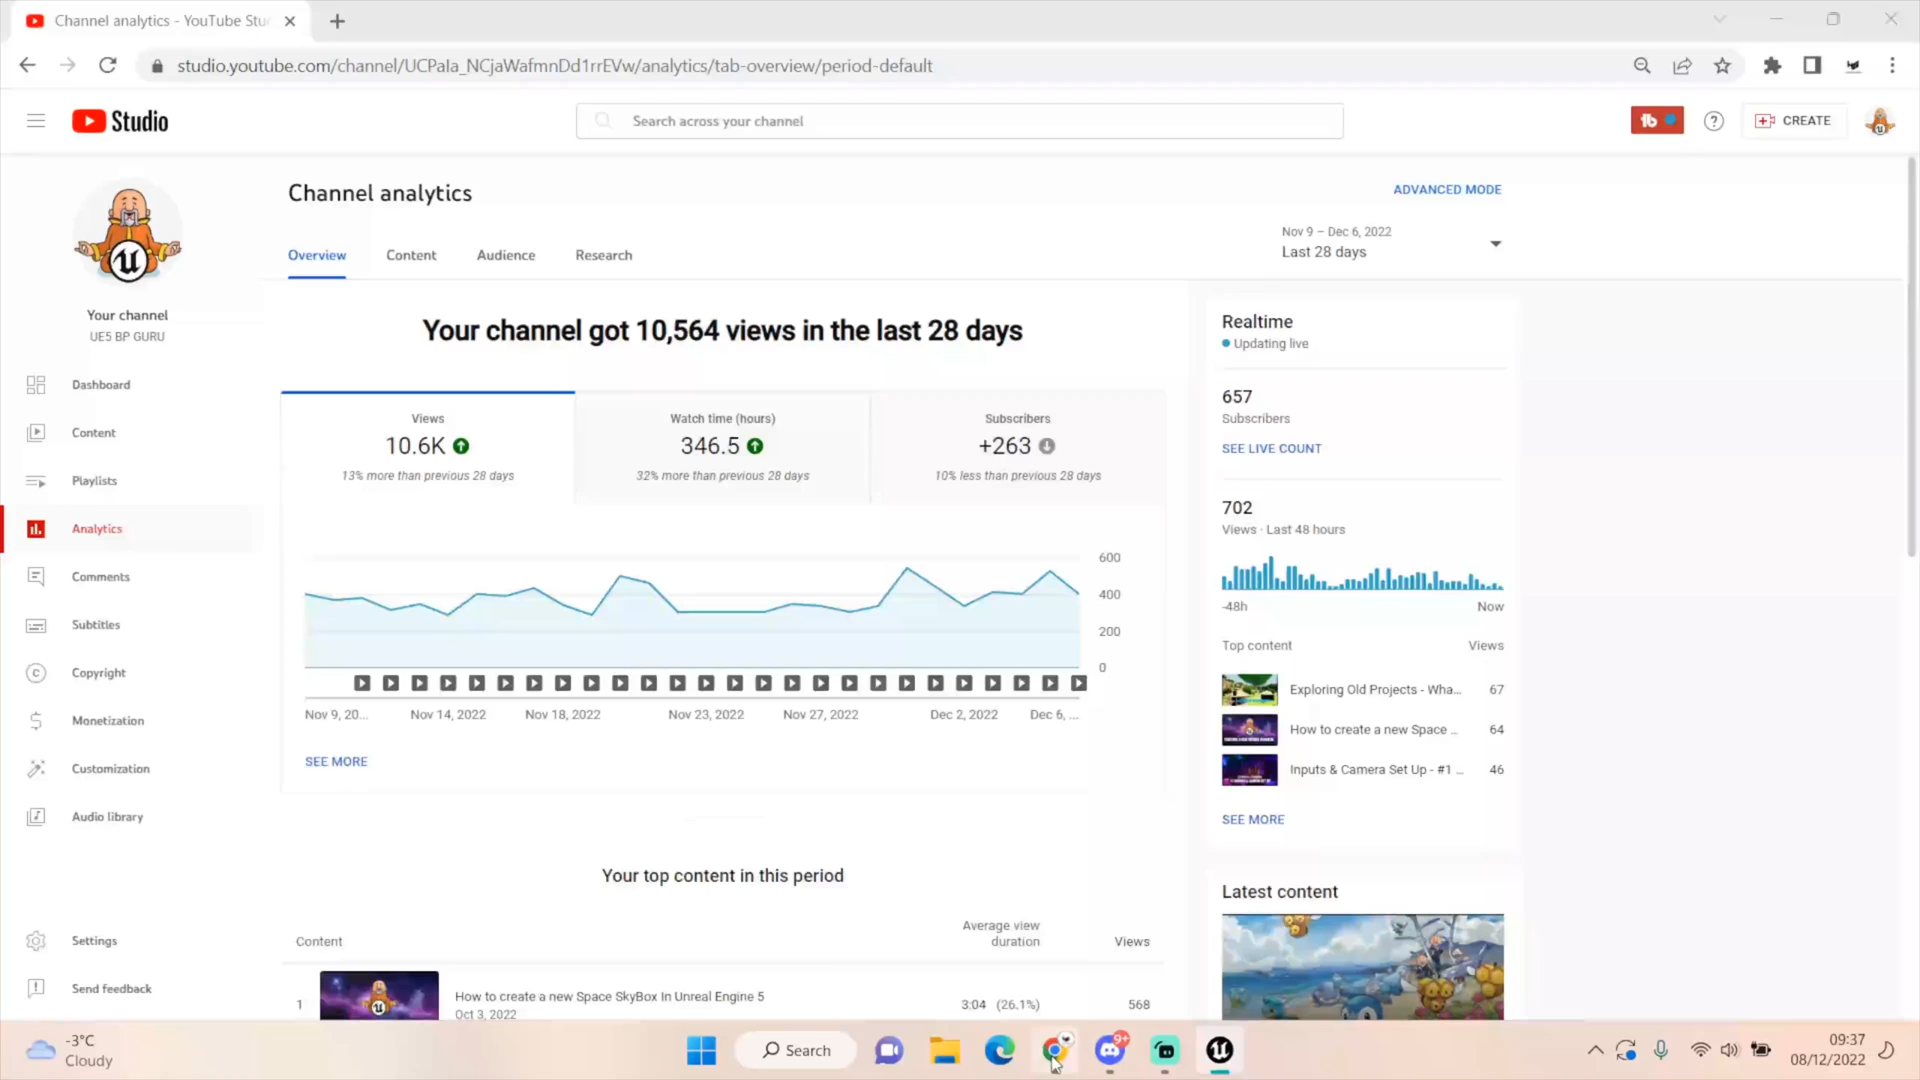 Channel analytics - YouTube Stu
studio.youtube.com/channel/UCPaIa_NCjaWafmnDd1rrEVw/analytics/tab-overview/period-default
Studio
Search across your channel
CREATE
Channel analytics
ADVANCED MODE
Nov 9 – Dec 6, 2022
Last 28 days
Overview
Content
Audience
Research
Your channel
UE5 BP GURU
Dashboard
Content
Playlists
Analytics
Comments
Subtitles
Copyright
Monetization
Customization
Audio library
Settings
Send feedback
Your channel got 10,564 views in the last 28 days
Views
10.6K
13% more than previous 28 days
Watch time (hours)
346.5
32% more than previous 28 days
Subscribers
+263
10% less than previous 28 days
600
400
200
0
Nov 9, 20...
Nov 14, 2022
Nov 18, 2022
Nov 23, 2022
Nov 27, 2022
Dec 2, 2022
Dec 6, ...
SEE MORE
Your top content in this period
Content
Average view
duration
Views
1
How to create a new Space SkyBox In Unreal Engine 5
Oct 3, 2022
3:04 (26.1%)
568
Realtime
Updating live
657
Subscribers
SEE LIVE COUNT
702
Views · Last 48 hours
-48h
Now
Top content
Views
Exploring Old Projects - Wha...
67
How to create a new Space ...
64
Inputs & Camera Set Up - #1 ...
46
SEE MORE
Latest content
-3°C
Cloudy
Search
9+
09:37
08/12/2022